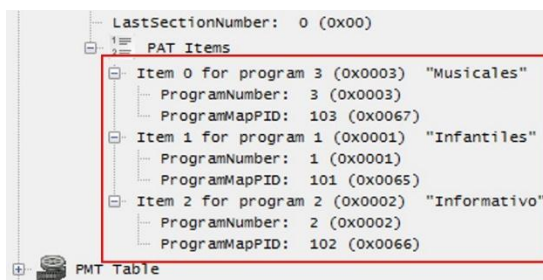 LastSectionNumber: 0 (0x00)
PAT Items
Item 0 for program 3 (0x0003) "Musicales"
ProgramNumber: 3 (0x0003)
ProgramMapPID: 103 (0x0067)
Item 1 for program 1 (0x0001) "Infantiles"
ProgramNumber: 1 (0x0001)
ProgramMapPID: 101 (0x0065)
Item 2 for program 2 (0x0002) "Informativo"
ProgramNumber: 2 (0x0002)
ProgramMapPID: 102 (0x0066)
PMT Table